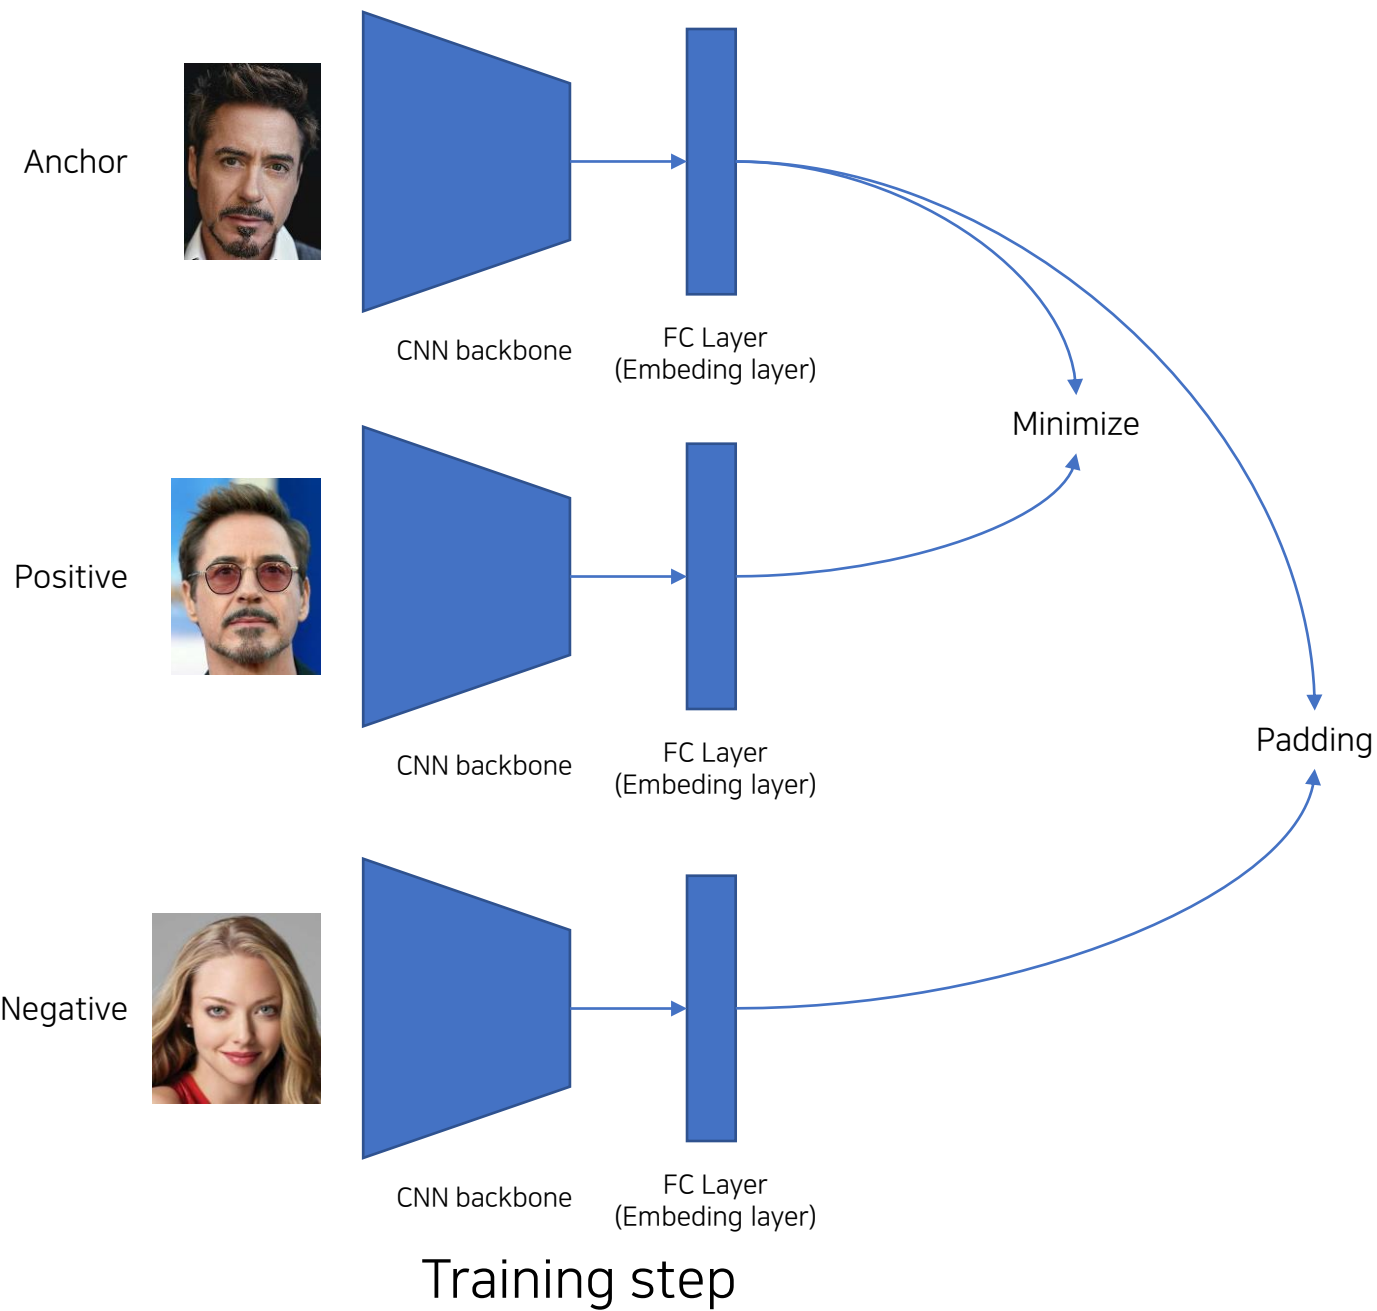 Anchor
CNN backbone
FC Layer
(Embeding layer)
Minimize
Positive
CNN backbone
FC Layer
(Embeding layer)
Padding
Negative
CNN backbone
FC Layer
(Embeding layer)
Training step